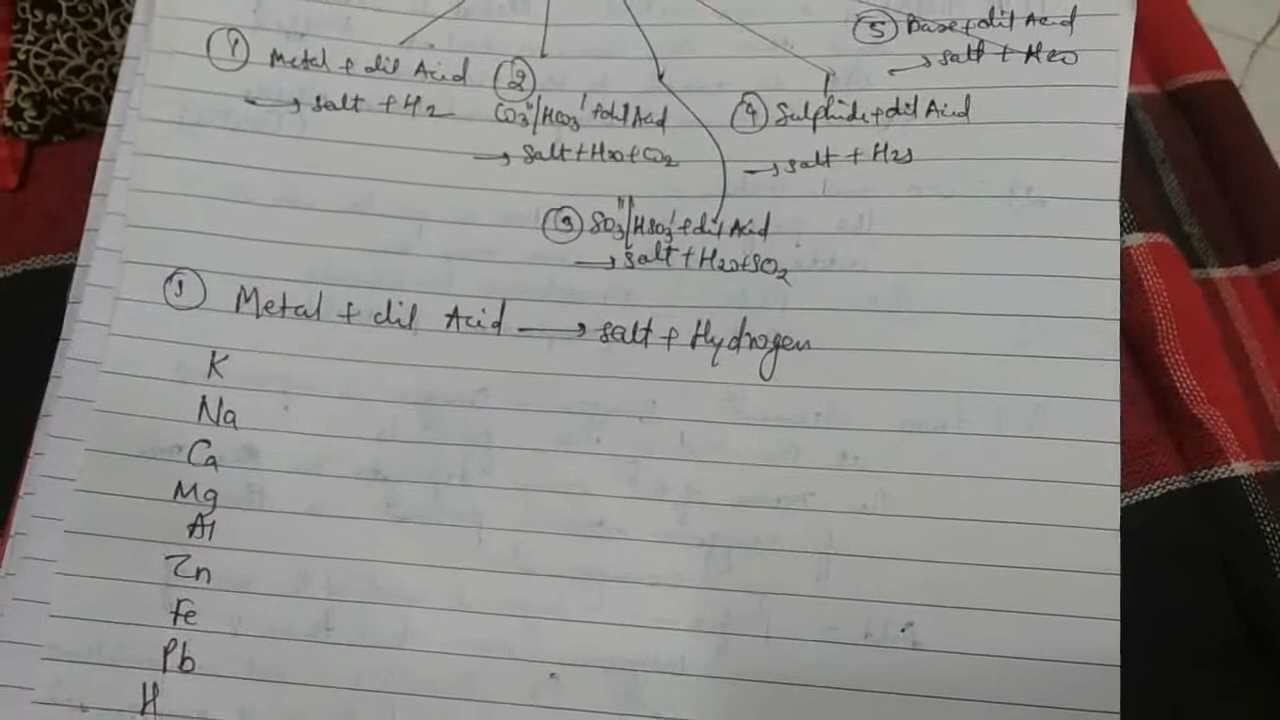 ① Metal + dil Acid
→ salt + H2
②
CO3"/HCO3' + dil Acid
→ salt + H2O + CO2
③ SO3"/HSO3' + dil Acid
→ salt + H2O + SO2
④ Sulphide + dil Acid
→ salt + H2S
⑤ Base + dil Acid
→ salt + H2O
① Metal + dil Acid → salt + Hydrogen
K
Na
Ca
Mg
Al
Zn
Fe
Pb
H